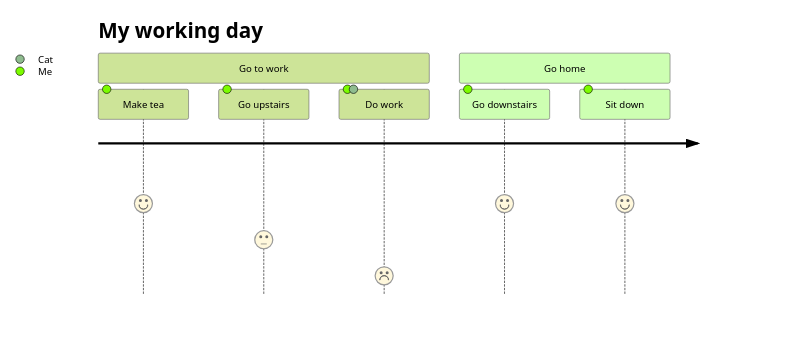 My working day
Cat
Me
Go to work
Go home
Make tea
Go upstairs
Do work
Go downstairs
Sit down